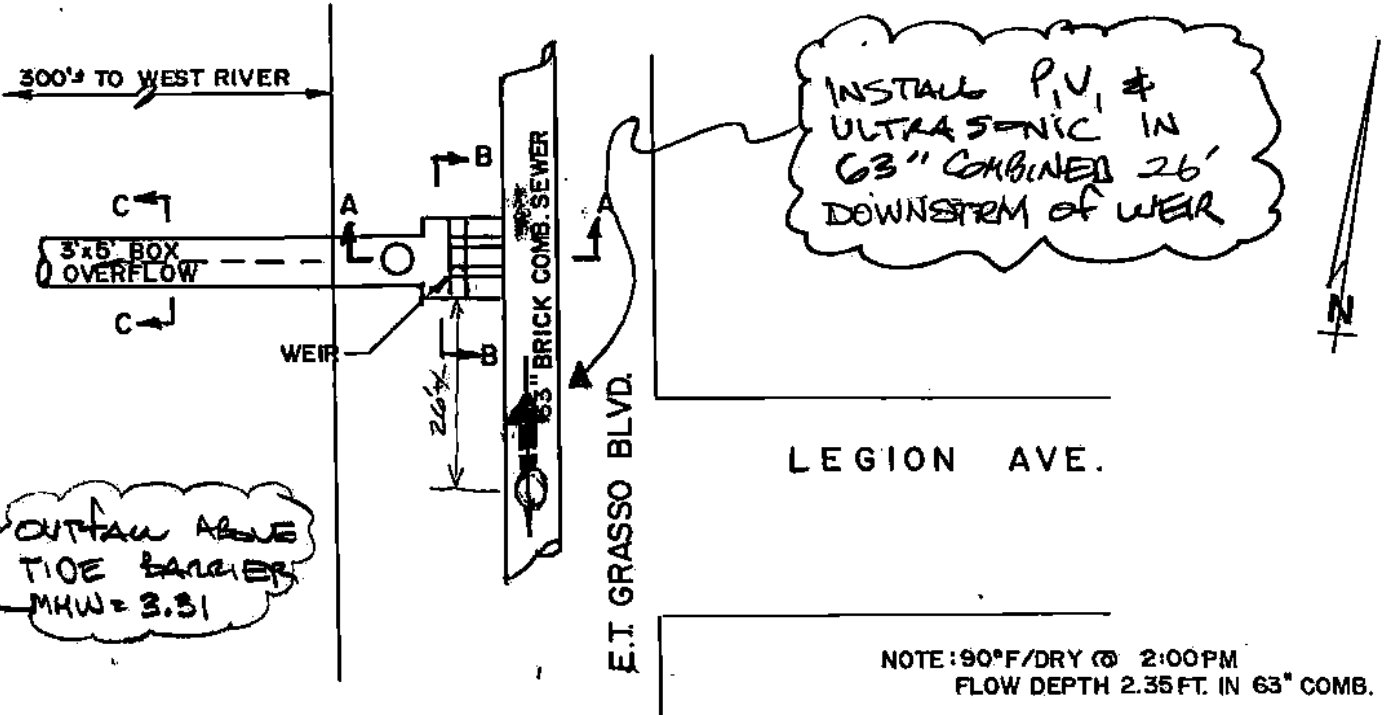 300'± TO WEST RIVER
INSTALL P, V, &
ULTRASONIC IN
63" COMBINED 26'
DOWNSTRM of WEIR
B
C
A
A
3'x5' BOX
OVERFLOW
63" BRICK COMB. SEWER
N
C
WEIR
B
26'±
E.T. GRASSO BLVD.
LEGION AVE.
OUTFALL ABOVE
TIDE BARRIER
MHW = 3.31
NOTE: 90°F/DRY @ 2:00PM
FLOW DEPTH 2.35 FT. IN 63" COMB.